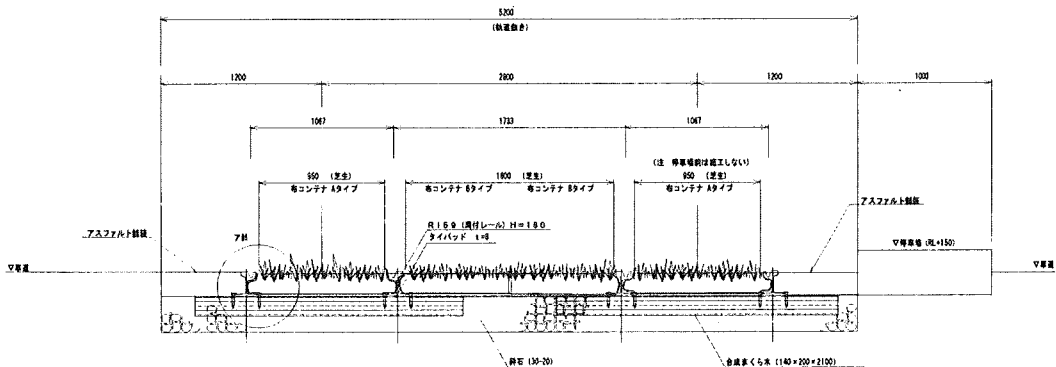 5200
(軌道敷き)
1200
2800
1200
1000
1067
1733
1067
(注 停車場前は施工しない)
950 (芝生)
布コンテナ Aタイプ
1800 (芝生)
布コンテナ Bタイプ
布コンテナ Bタイプ
950 (芝生)
布コンテナ Aタイプ
R159 (溝付レール) H=180
タイパッド t=8
アスファルト舗装
ア部
アスファルト舗装
▽停車場 (RL+150)
▽車道
▽車道
砕石 (30-20)
合成まくら木 (140×200×2100)